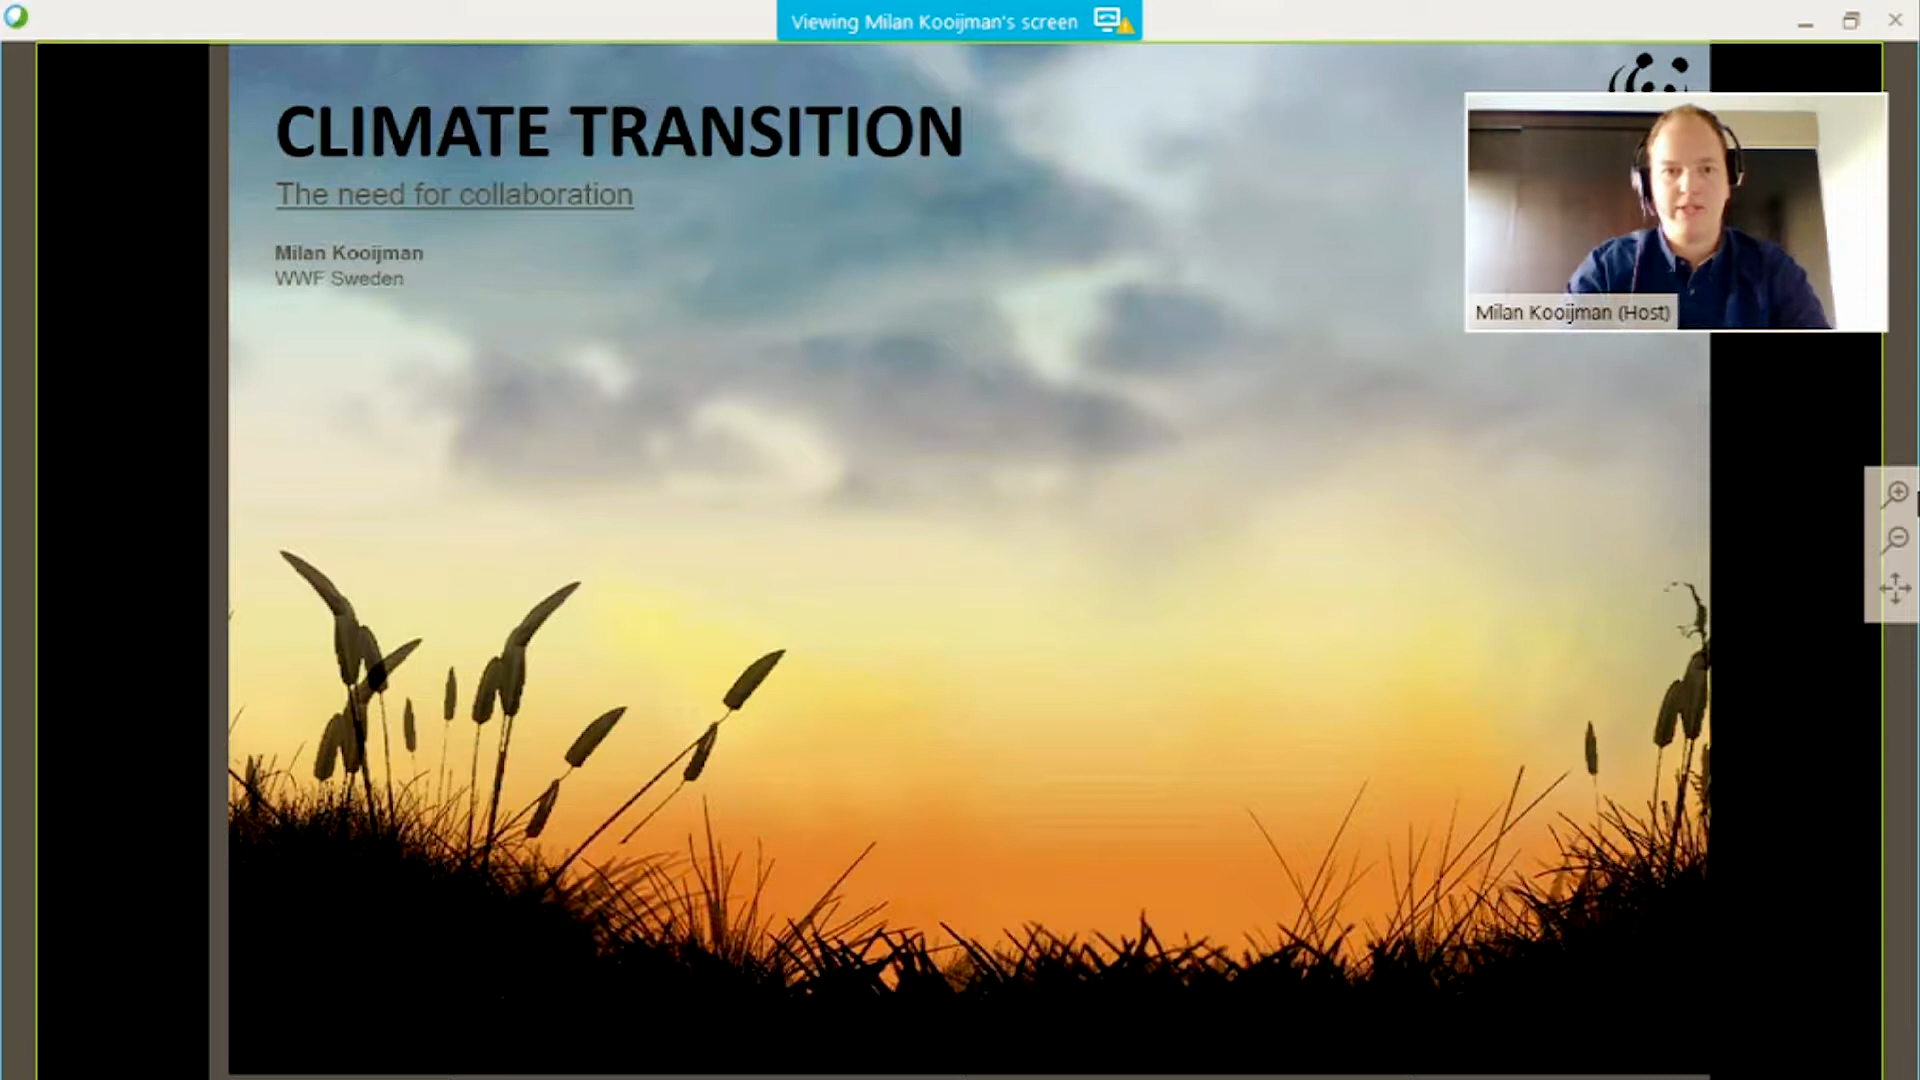 Viewing Milan Kooijman's screen
CLIMATE TRANSITION
The need for collaboration
Milan Kooijman
WWF Sweden
Milan Kooijman (Host)